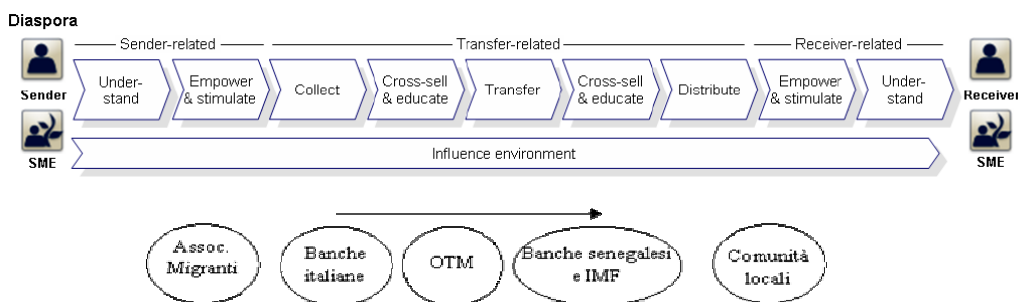 Diaspora
Sender-related
Transfer-related
Receiver-related
Sender
Under-
stand
Empower
& stimulate
Collect
Cross-sell
& educate
Transfer
Cross-sell
& educate
Distribute
Empower
& stimulate
Under-
stand
Receiver
SME
Influence environment
SME
Assoc.
Migranti
Banche
italiane
OTM
Banche senegalesi
e IMF
Comunità
locali